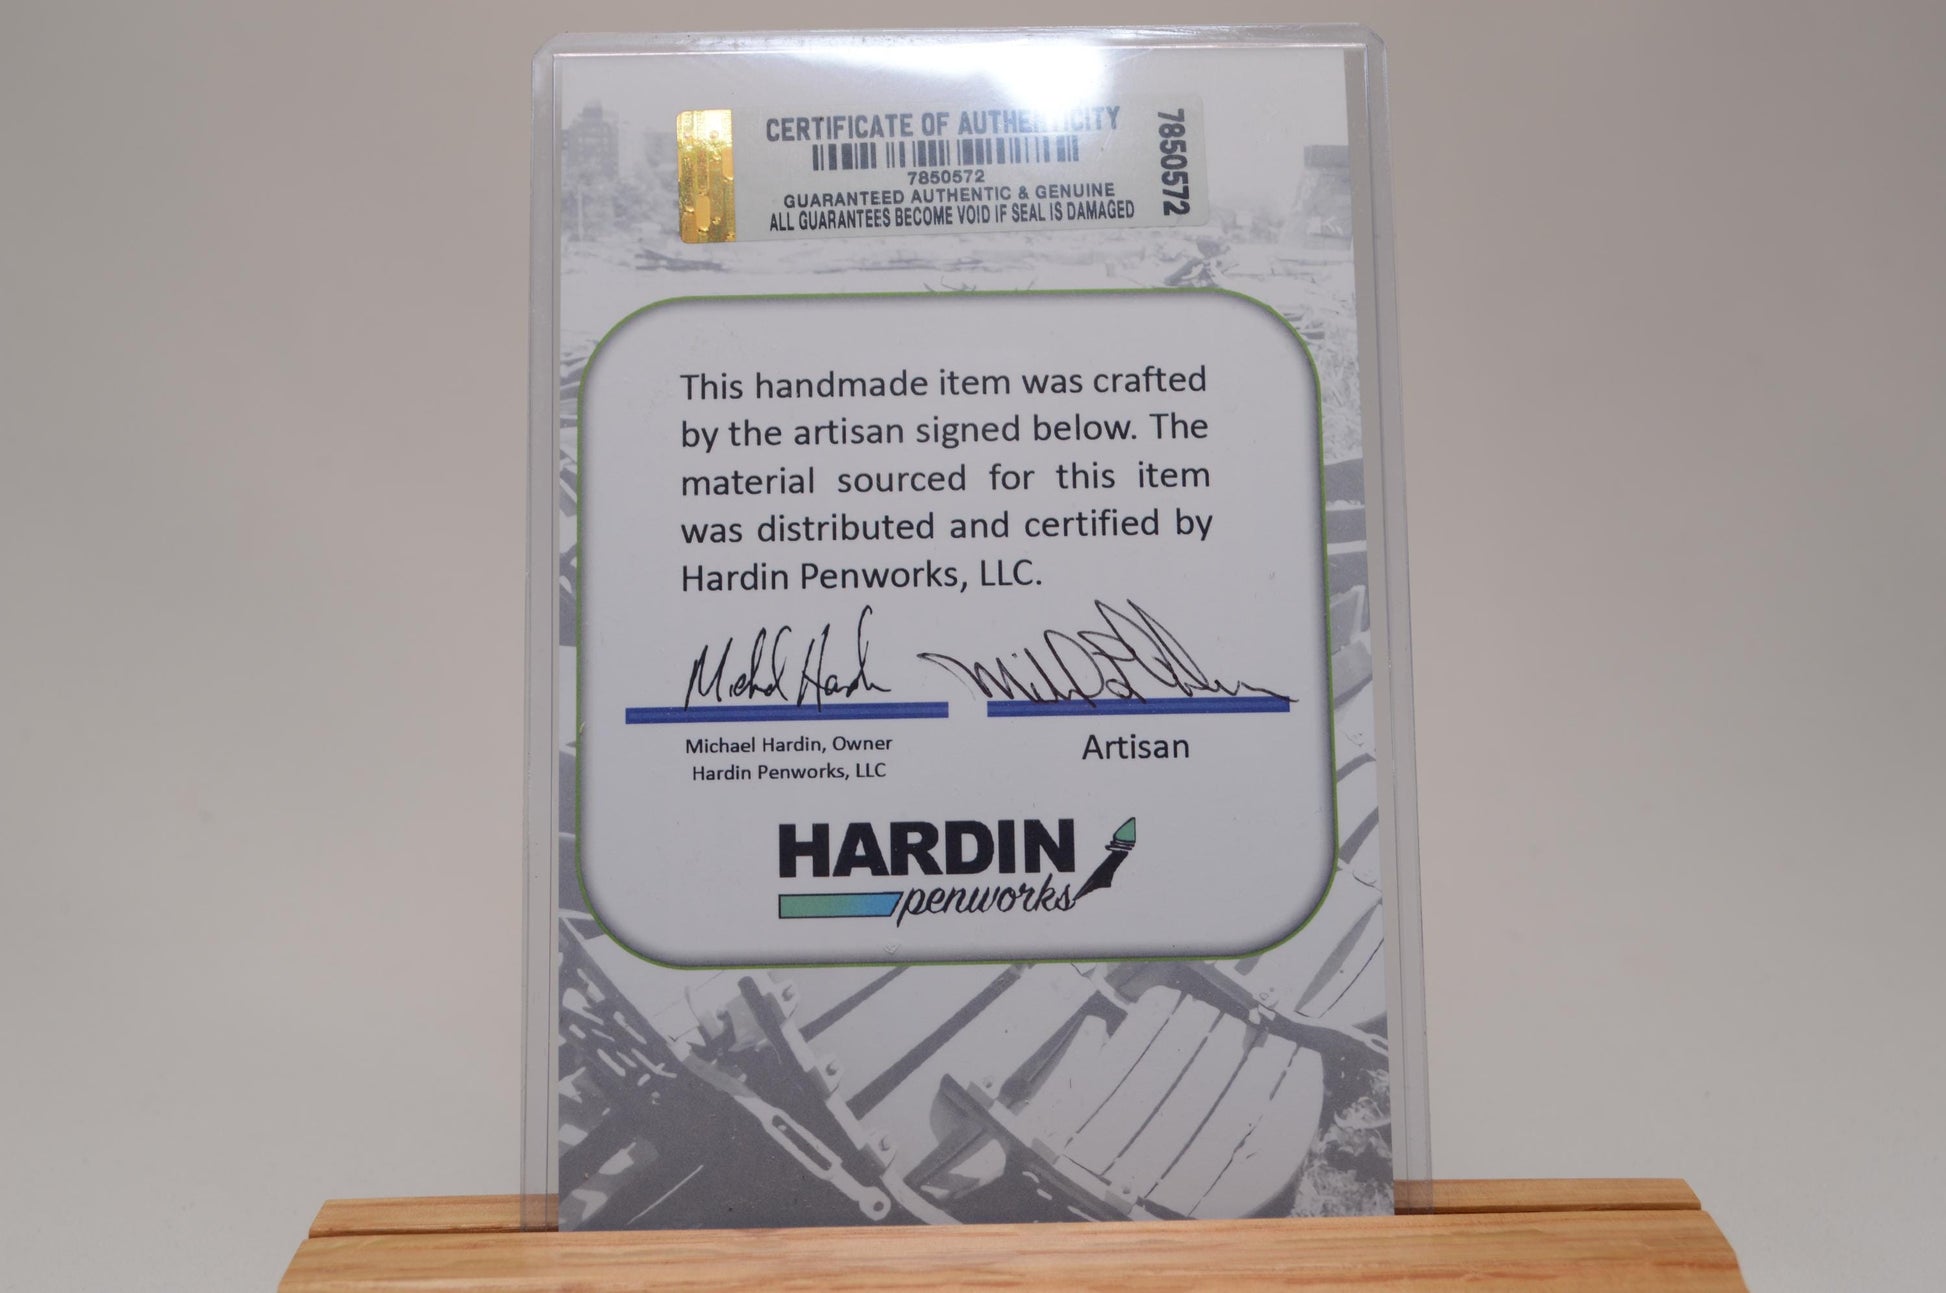 CERTIFICATE OF AUTHENTICITY
7850572
7850572
GUARANTEED AUTHENTIC & GENUINE
ALL GUARANTEES BECOME VOID IF SEAL IS DAMAGED
This handmade item was crafted
by the artisan signed below. The
material sourced for this item
was distributed and certified by
Hardin Penworks, LLC.
Michael Hardin
Michael Hardin, Owner
Hardin Penworks, LLC
Artisan
HARDIN
penworks